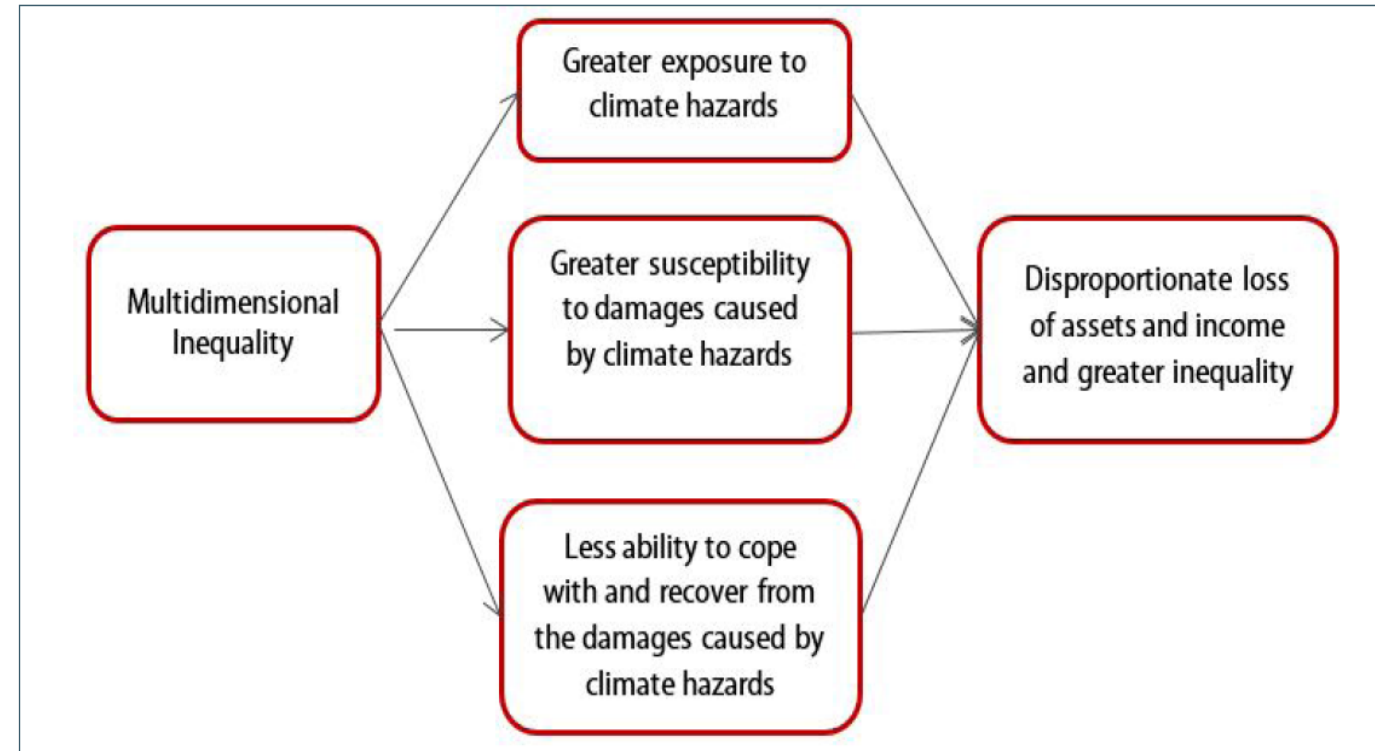 Greater exposure to
climate hazards
Multidimensional
Inequality
Greater susceptibility
to damages caused
by climate hazards
Less ability to cope
with and recover from
the damages caused by
climate hazards
Disproportionate loss
of assets and income
and greater inequality